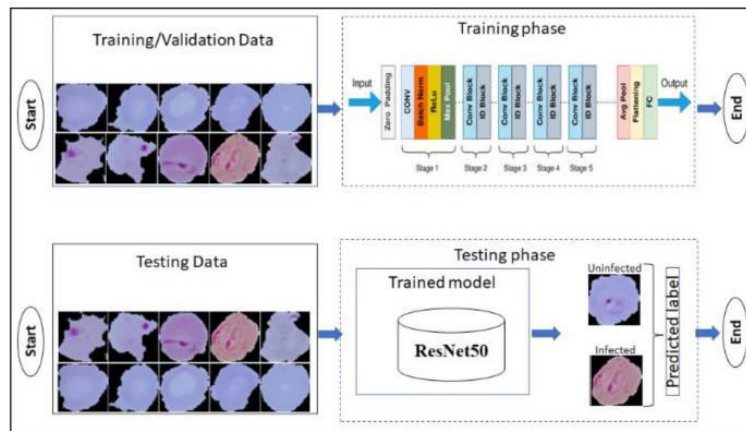 Training/Validation Data
Training phase
Start
Input
Zero Padding
CONV
Batch Norm
ReLu
Max Pool
Conv Block
ID Block
Conv Block
ID Block
Conv Block
ID Block
Conv Block
ID Block
Avg Pool
Flattening
FC
Output
End
Stage 1
Stage 2
Stage 3
Stage 4
Stage 5
Testing Data
Testing phase
Start
Trained model
ResNet50
Uninfected
Infected
Predicted label
End